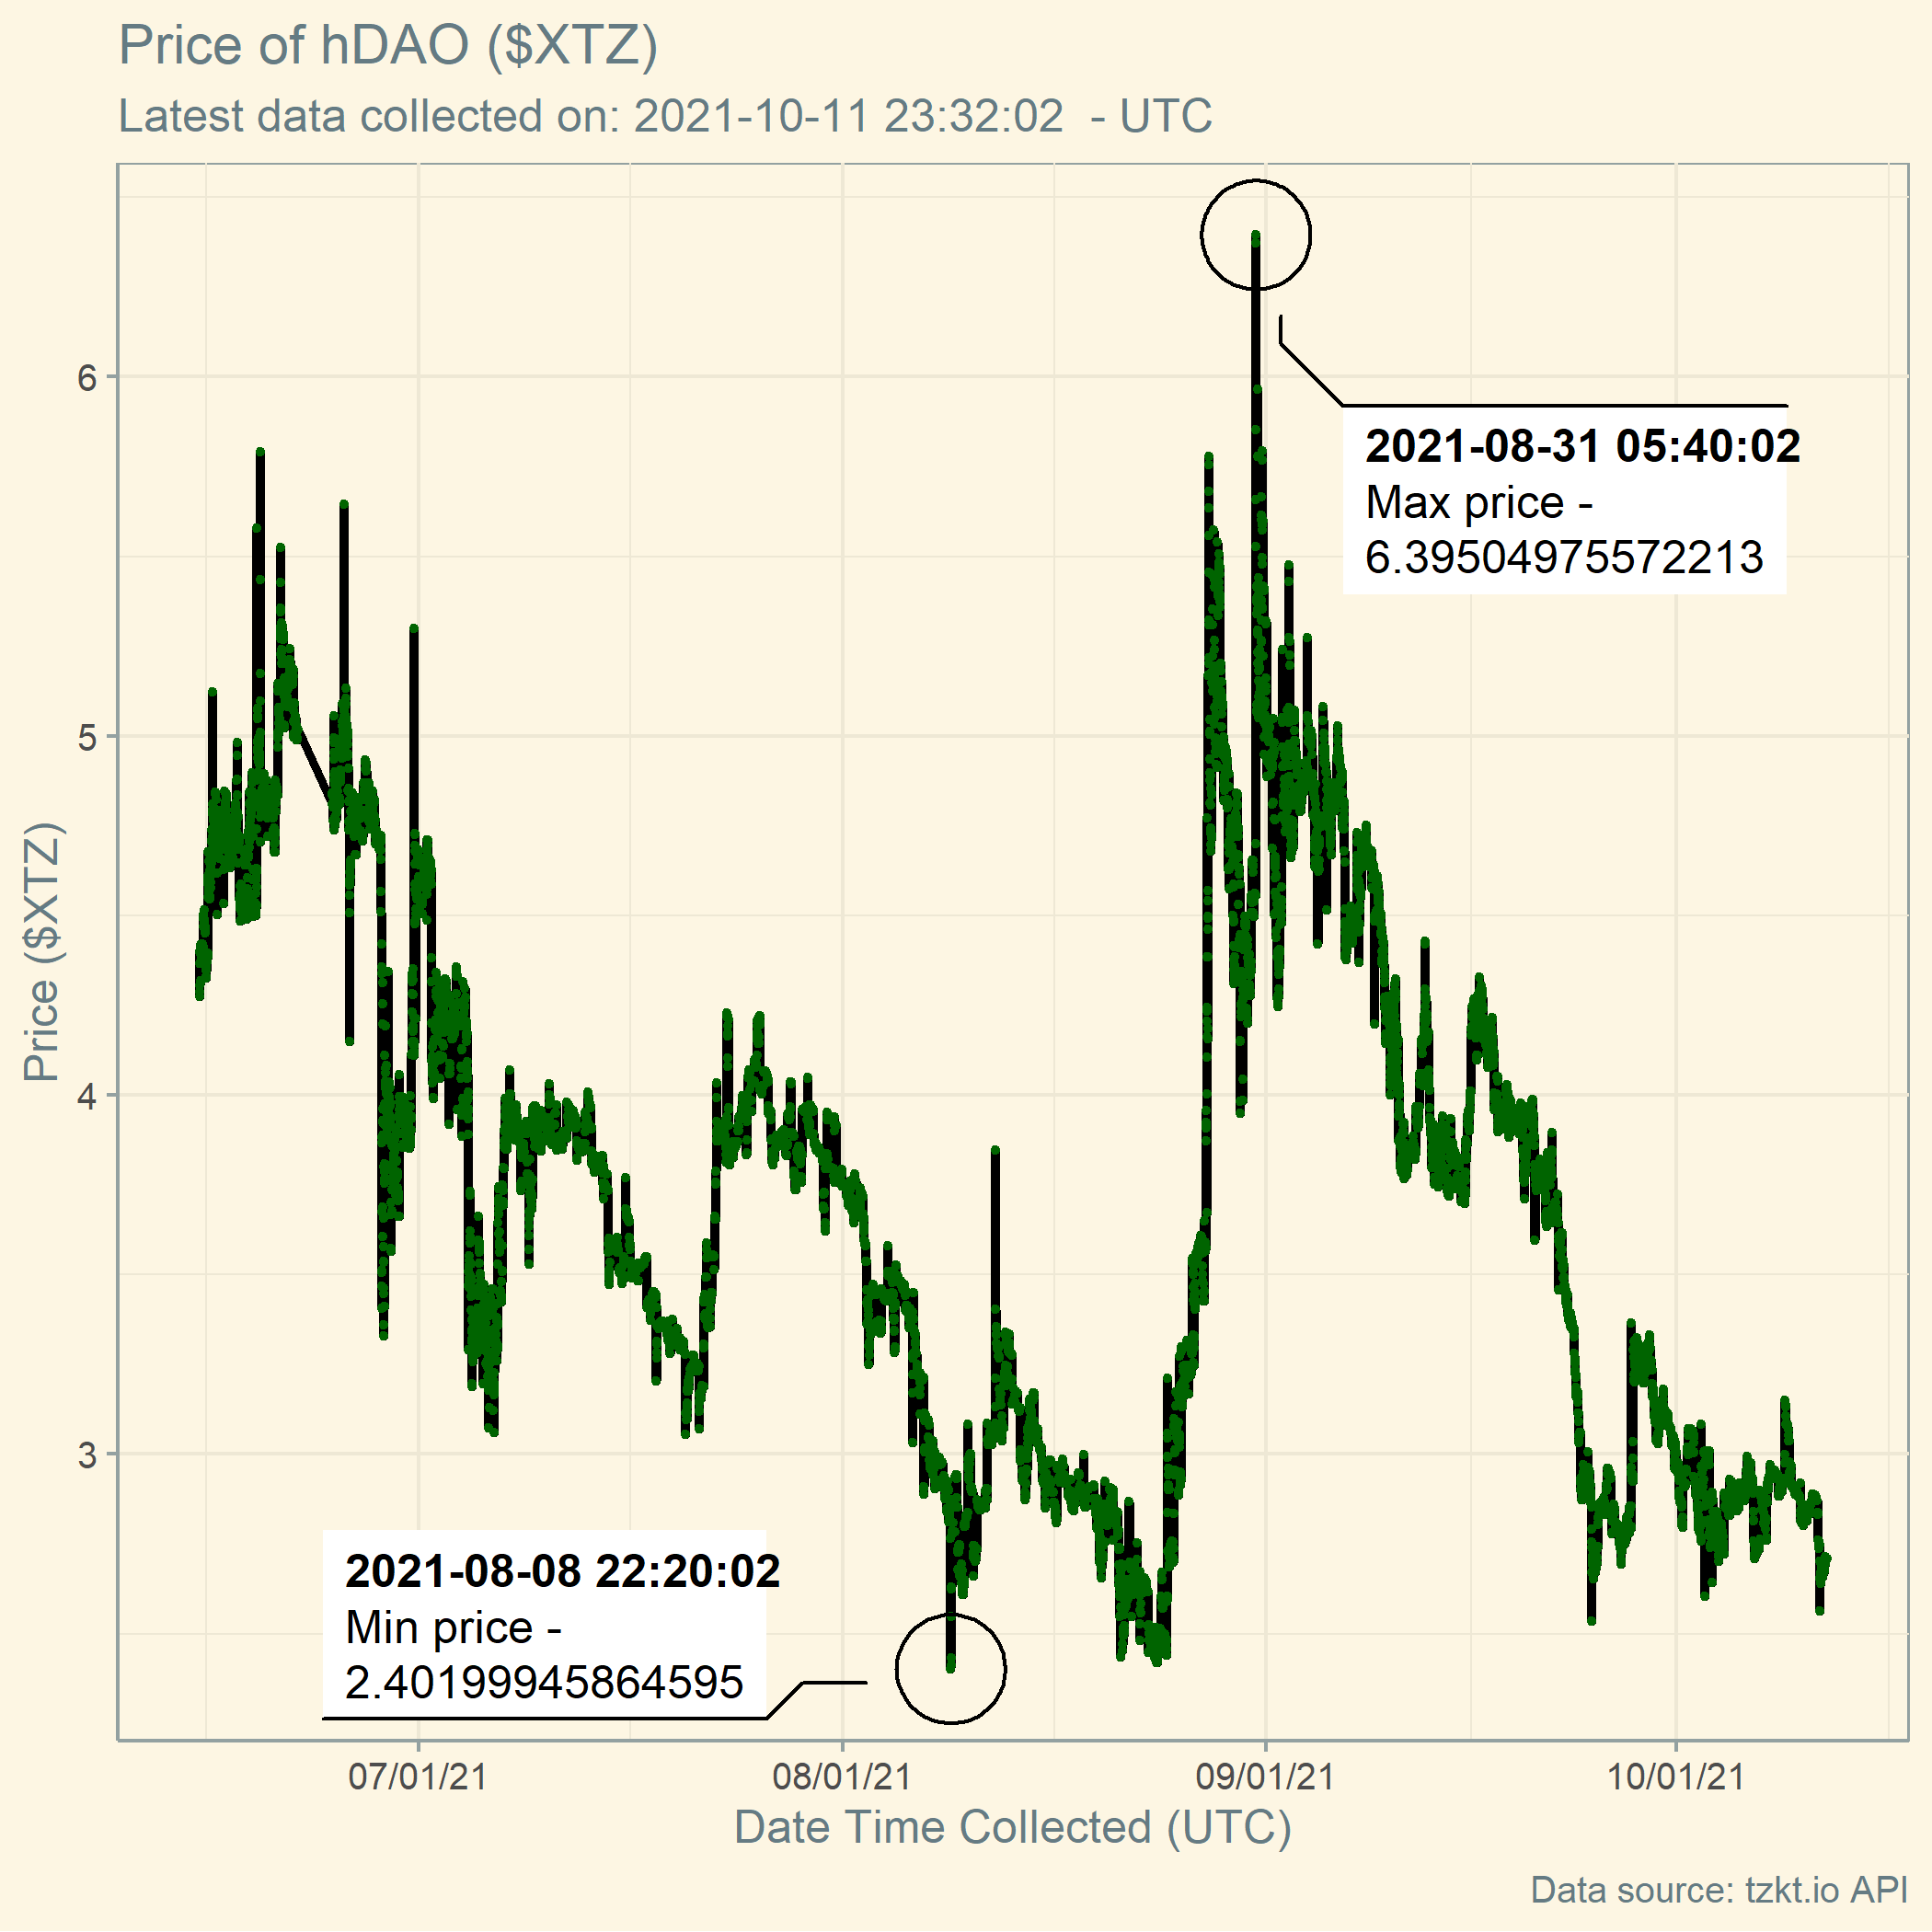 Price of hDAO ($XTZ)
Latest data collected on: 2021-10-11 23:32:02  - UTC
6
5
4
3
Price ($XTZ)
2021-08-31 05:40:02
Max price -
6.39504975572213
2021-08-08 22:20:02
Min price -
2.40199945864595
07/01/21
08/01/21
09/01/21
10/01/21
Date Time Collected (UTC)
Data source: tzkt.io API